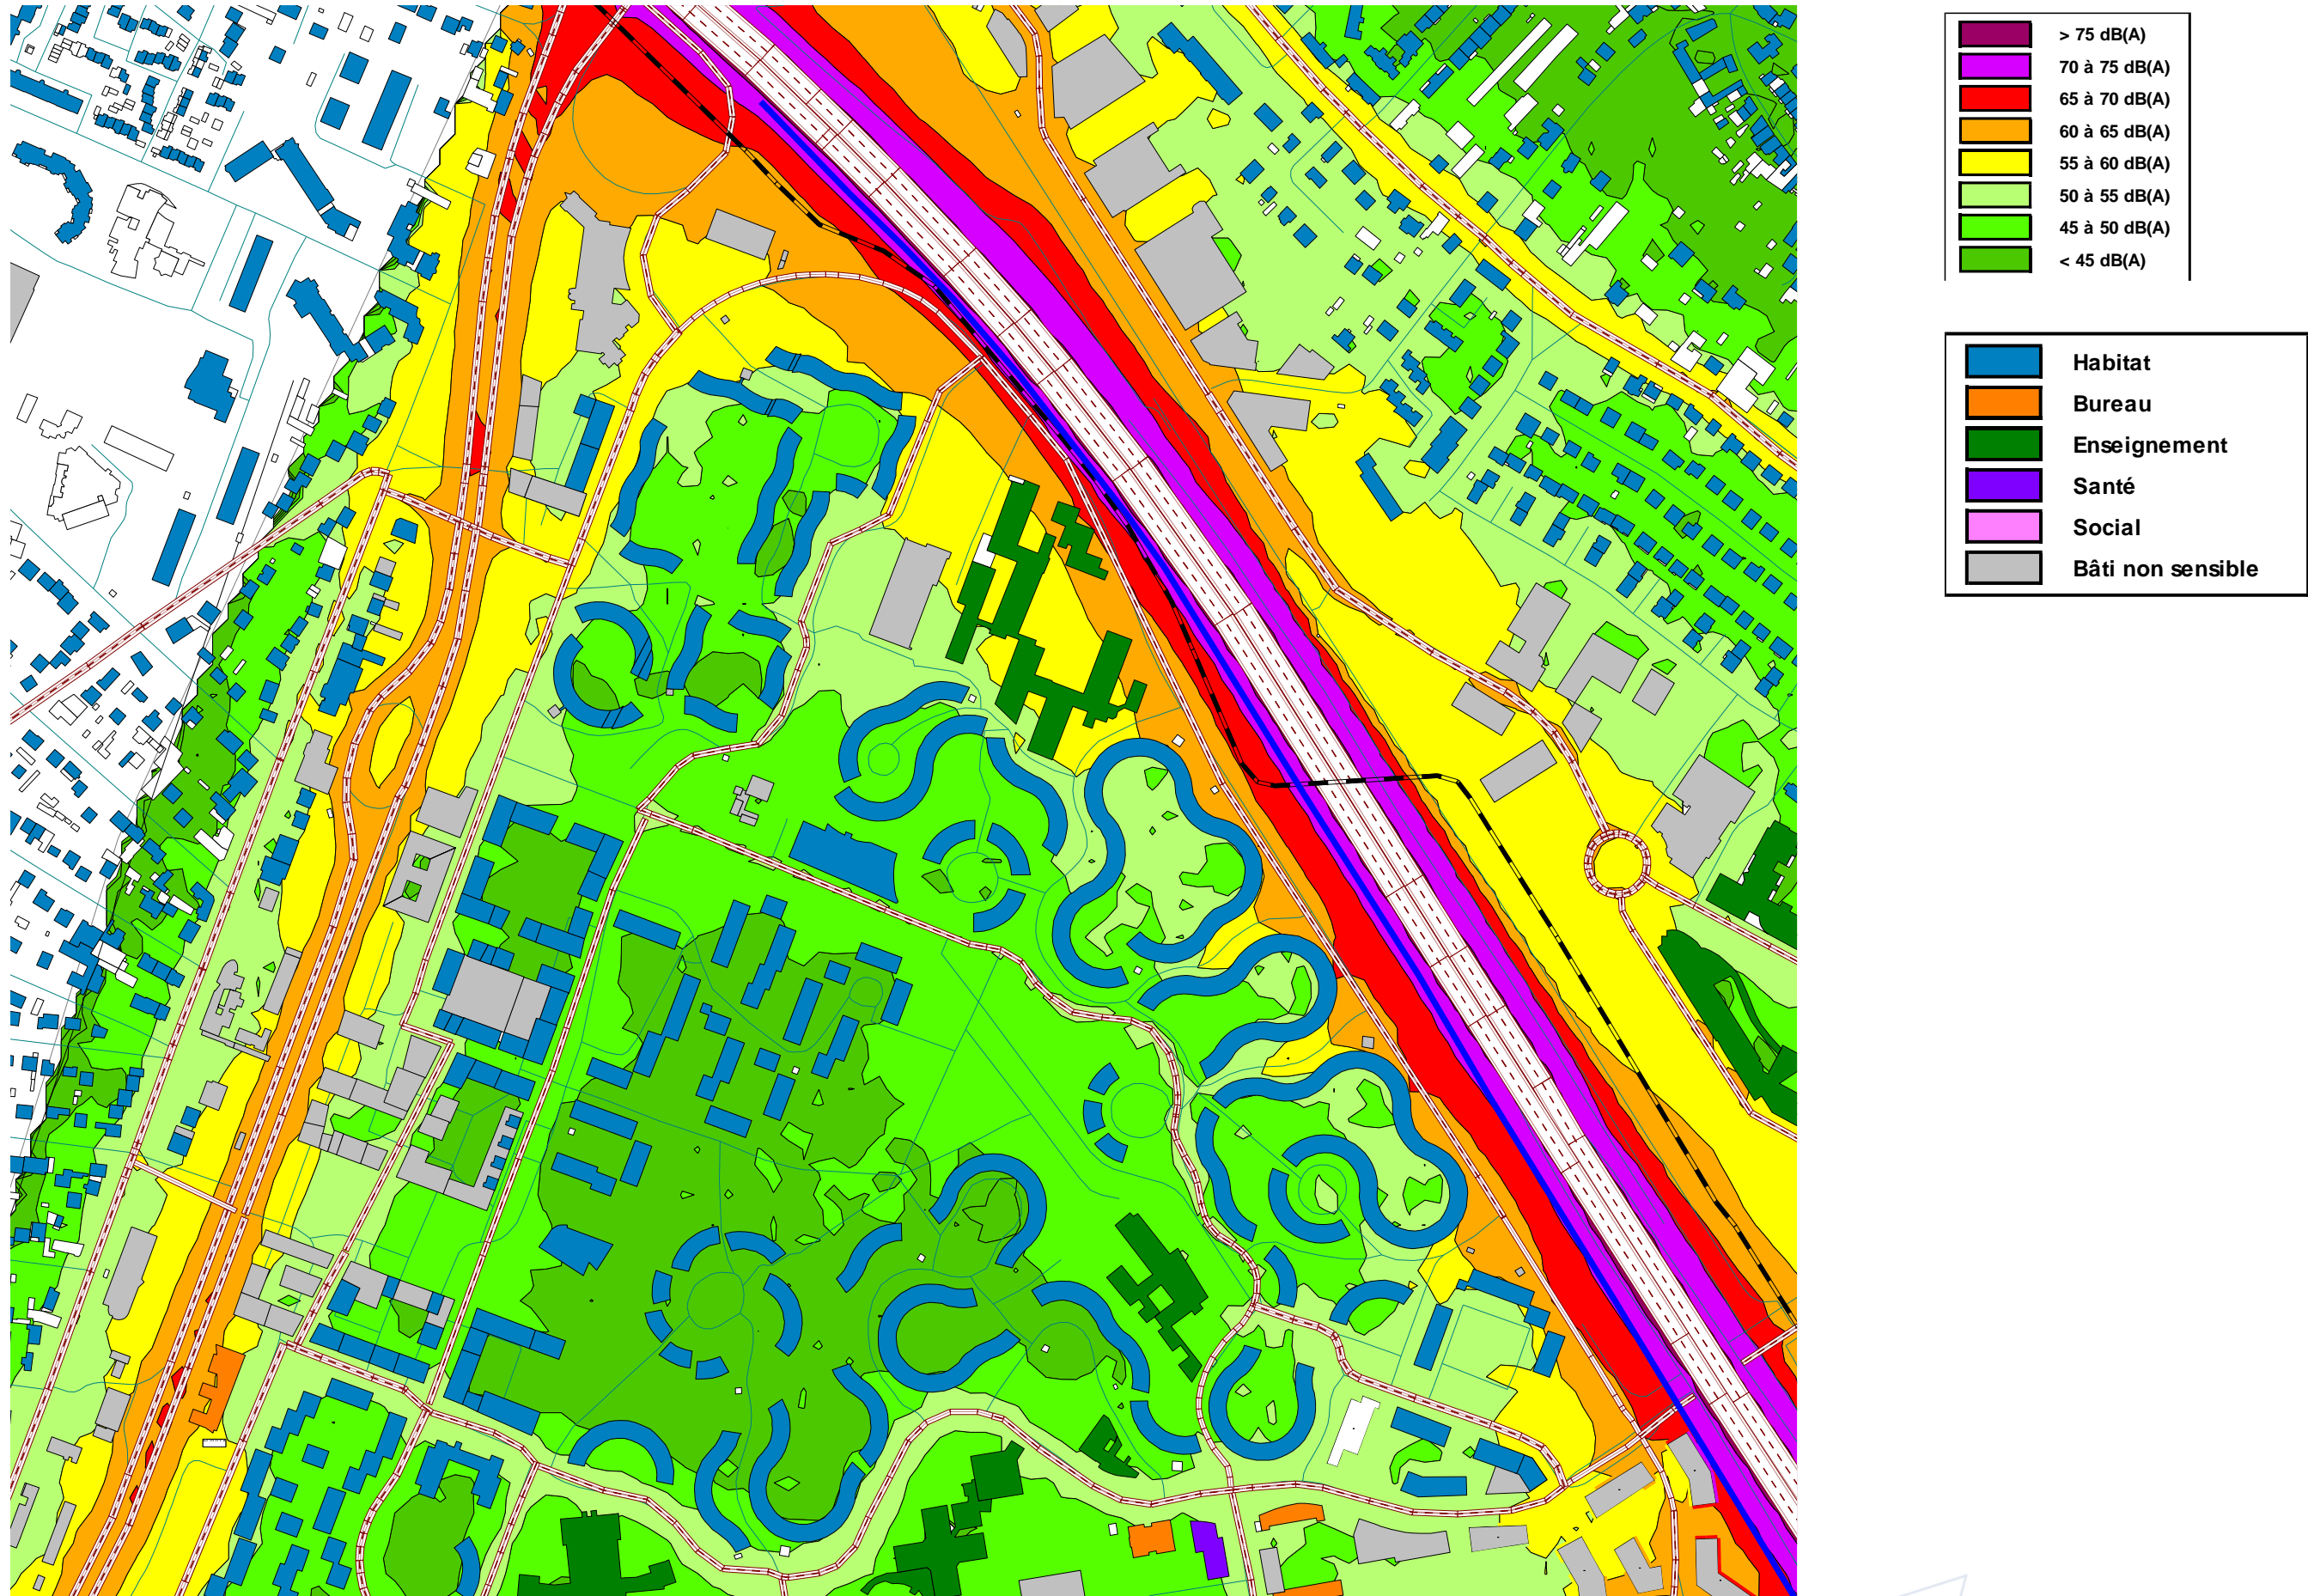 > 75 dB(A)
70 à 75 dB(A)
65 à 70 dB(A)
60 à 65 dB(A)
55 à 60 dB(A)
50 à 55 dB(A)
45 à 50 dB(A)
< 45 dB(A)
Habitat
Bureau
Enseignement
Santé
Social
Bâti non sensible